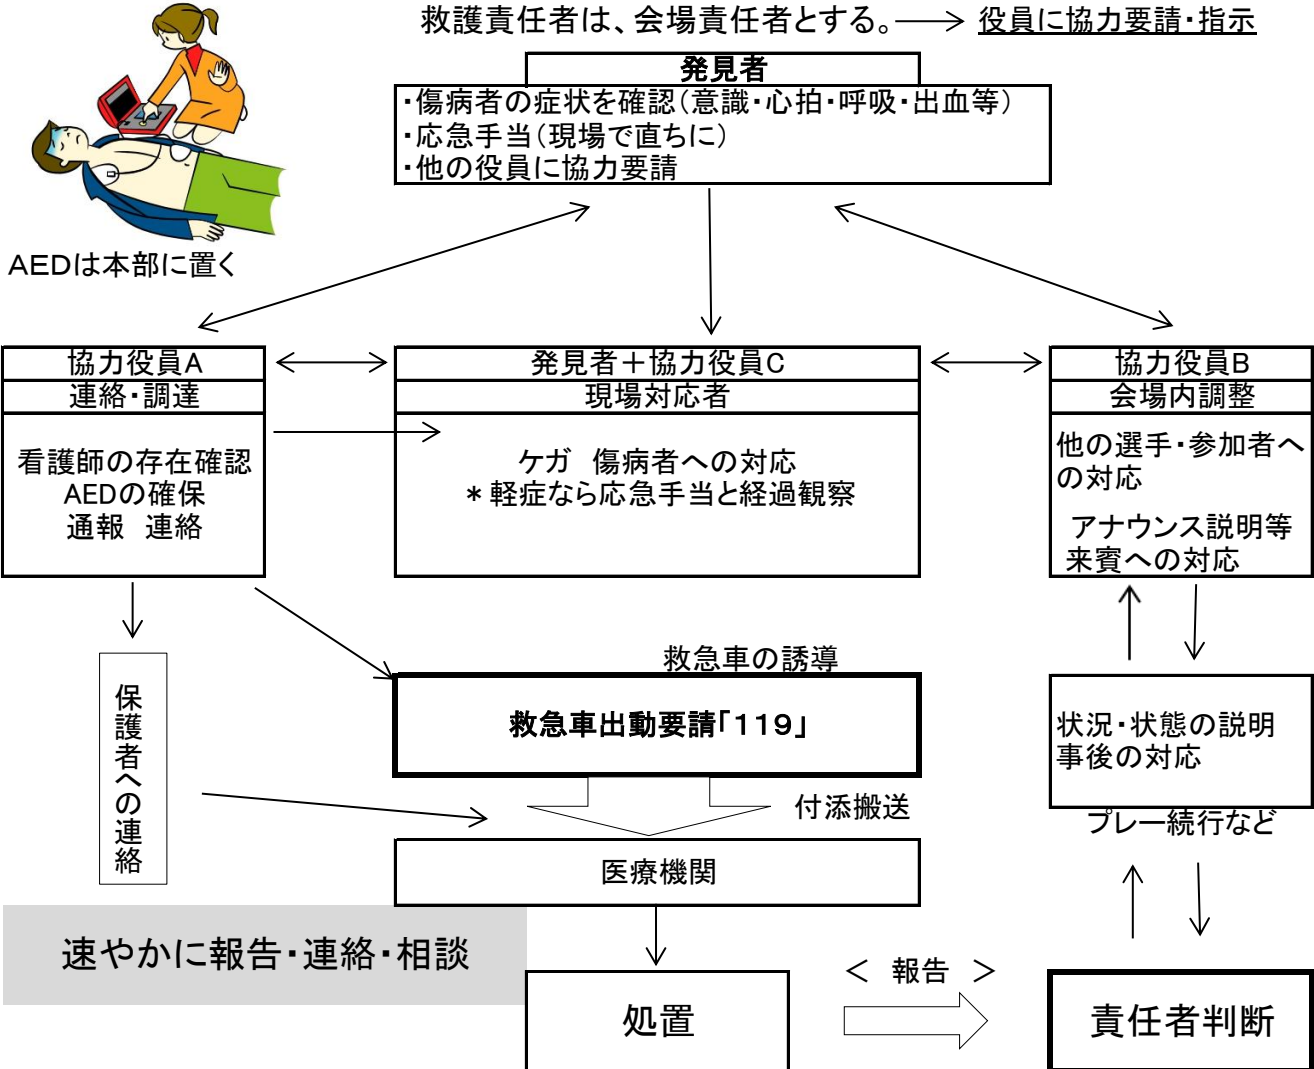 救護責任者は、会場責任者とする。 役員に協力要請・指示
発見者
・傷病者の症状を確認(意識・心拍・呼吸・出血等)
・応急手当(現場で直ちに)
・他の役員に協力要請
AEDは本部に置く
協力役員A
連絡・調達
看護師の存在確認
AEDの確保
通報 連絡
発見者+協力役員C
現場対応者
ケガ 傷病者への対応
*軽症なら応急手当と経過観察
協力役員B
会場内調整
他の選手・参加者へ
の対応
アナウンス説明等
来賓への対応
保護者への連絡
救急車の誘導
救急車出動要請「119」
付添搬送
医療機関
状況・状態の説明
事後の対応
プレー続行など
速やかに報告・連絡・相談
処置
< 報告 >
責任者判断